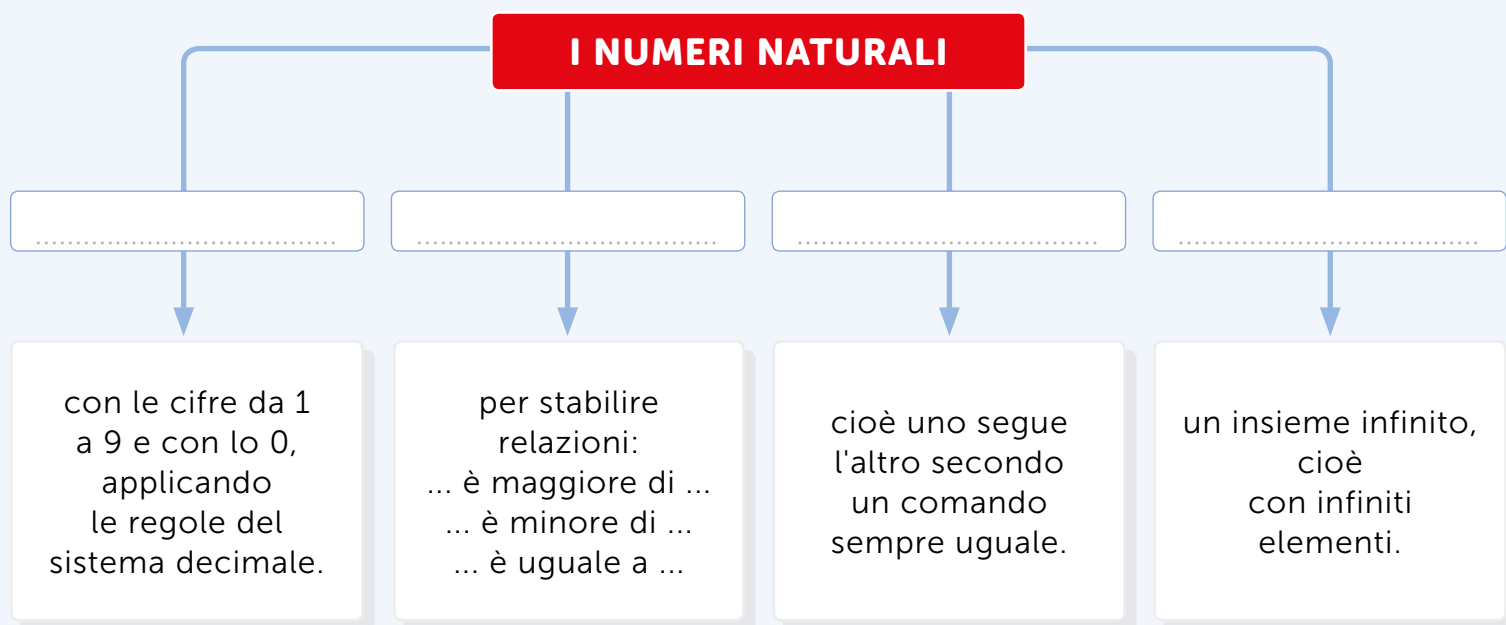 I NUMERI NATURALI
....................................
....................................
....................................
....................................
con le cifre da 1
a 9 e con lo 0,
applicando
le regole del
sistema decimale.
per stabilire
relazioni:
... è maggiore di ...
... è minore di ...
... è uguale a ...
cioè uno segue
l'altro secondo
un comando
sempre uguale.
un insieme infinito,
cioè
con infiniti
elementi.